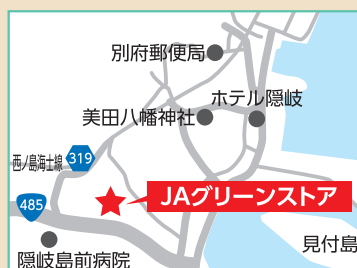 別府郵便局
ホテル隠岐
美田八幡神社
西ノ島海士線
319
485
JAグリーンストア
見付島
隠岐島前病院